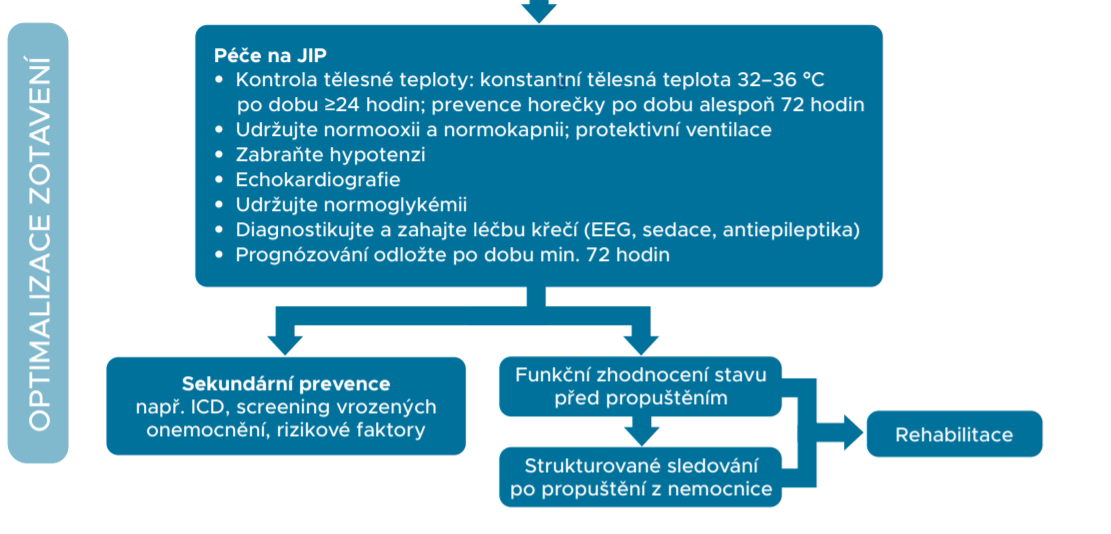 OPTIMALIZACE ZOTAVENÍ
Péče na JIP
• Kontrola tělesné teploty: konstantní tělesná teplota 32–36 °C
po dobu ≥24 hodin; prevence horečky po dobu alespoň 72 hodin
• Udržujte normooxii a normokapnii; protektivní ventilace
• Zabraňte hypotenzi
• Echokardiografie
• Udržujte normoglykémii
• Diagnostikujte a zahajte léčbu křečí (EEG, sedace, antiepileptika)
• Prognózování odložte po dobu min. 72 hodin
Sekundární prevence
např. ICD, screening vrozených
onemocnění, rizikové faktory
Funkční zhodnocení stavu
před propuštěním
Strukturované sledování
po propuštění z nemocnice
Rehabilitace